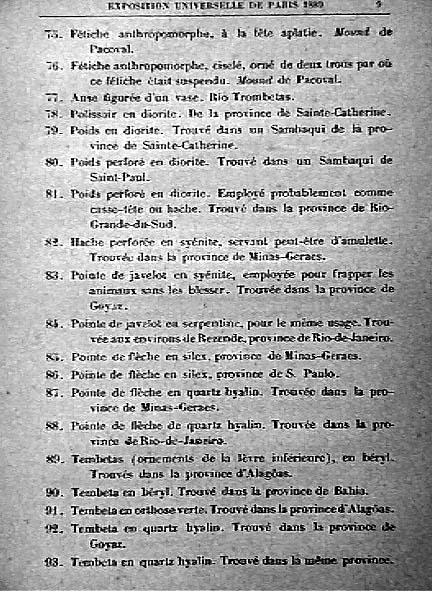 EXPOSITION UNIVERSELLE DE PARIS 1889 9
75. Fétiche anthropomorphe, à la tête aplatie. Mound de
Pacoval.
76. Fétiche anthropomorphe, ciselé, orné de deux trous par où
ce fétiche était suspendu. Mound de Pacoval.
77. Anse figurée d'un vase. Rio Trombetas.
78. Polissoir en diorite. De la province de Sainte-Catherine.
79. Poids en diorite. Trouvé dans un Sambaqui de la pro-
vince de Sainte-Catherine.
80. Poids perforé en diorite. Trouvé dans un Sambaqui de
Saint-Paul.
81. Poids perforé en diorite. Employé probablement comme
casse-tête ou hache. Trouvé dans la province de Rio-
Grande-du-Sud.
82. Hache perforée en syénite, servant peut-être d'amulette.
Trouvée dans la province de Minas-Geraes.
83. Pointe de javelot en syénite, employée pour frapper les
animaux sans les blesser. Trouvée dans la province de
Goyaz.
84. Pointe de javelot en serpentine, pour le même usage. Trou-
vée aux environs de Rezende, province de Rio-de-Janeiro.
85. Pointe de flèche en silex, province de Minas-Geraes.
86. Pointe de flèche en silex, province de S. Paulo.
87. Pointe de flèche en quartz hyalin. Trouvée dans la pro-
vince de Minas-Geraes.
88. Pointe de flèche de quartz hyalin. Trouvée dans la pro-
vince de Rio-de-Janeiro.
89. Tembetas (ornements de la lèvre inférieure), en béryl.
Trouvés dans la province d'Alagôas.
90. Tembeta en béryl. Trouvé dans la province de Bahia.
91. Tembeta en orthose verte. Trouvé dans la province d'Alagôas.
92. Tembeta en quartz hyalin. Trouvé dans la province de
Goyaz.
93. Tembeta en quartz hyalin. Trouvé dans la même province.